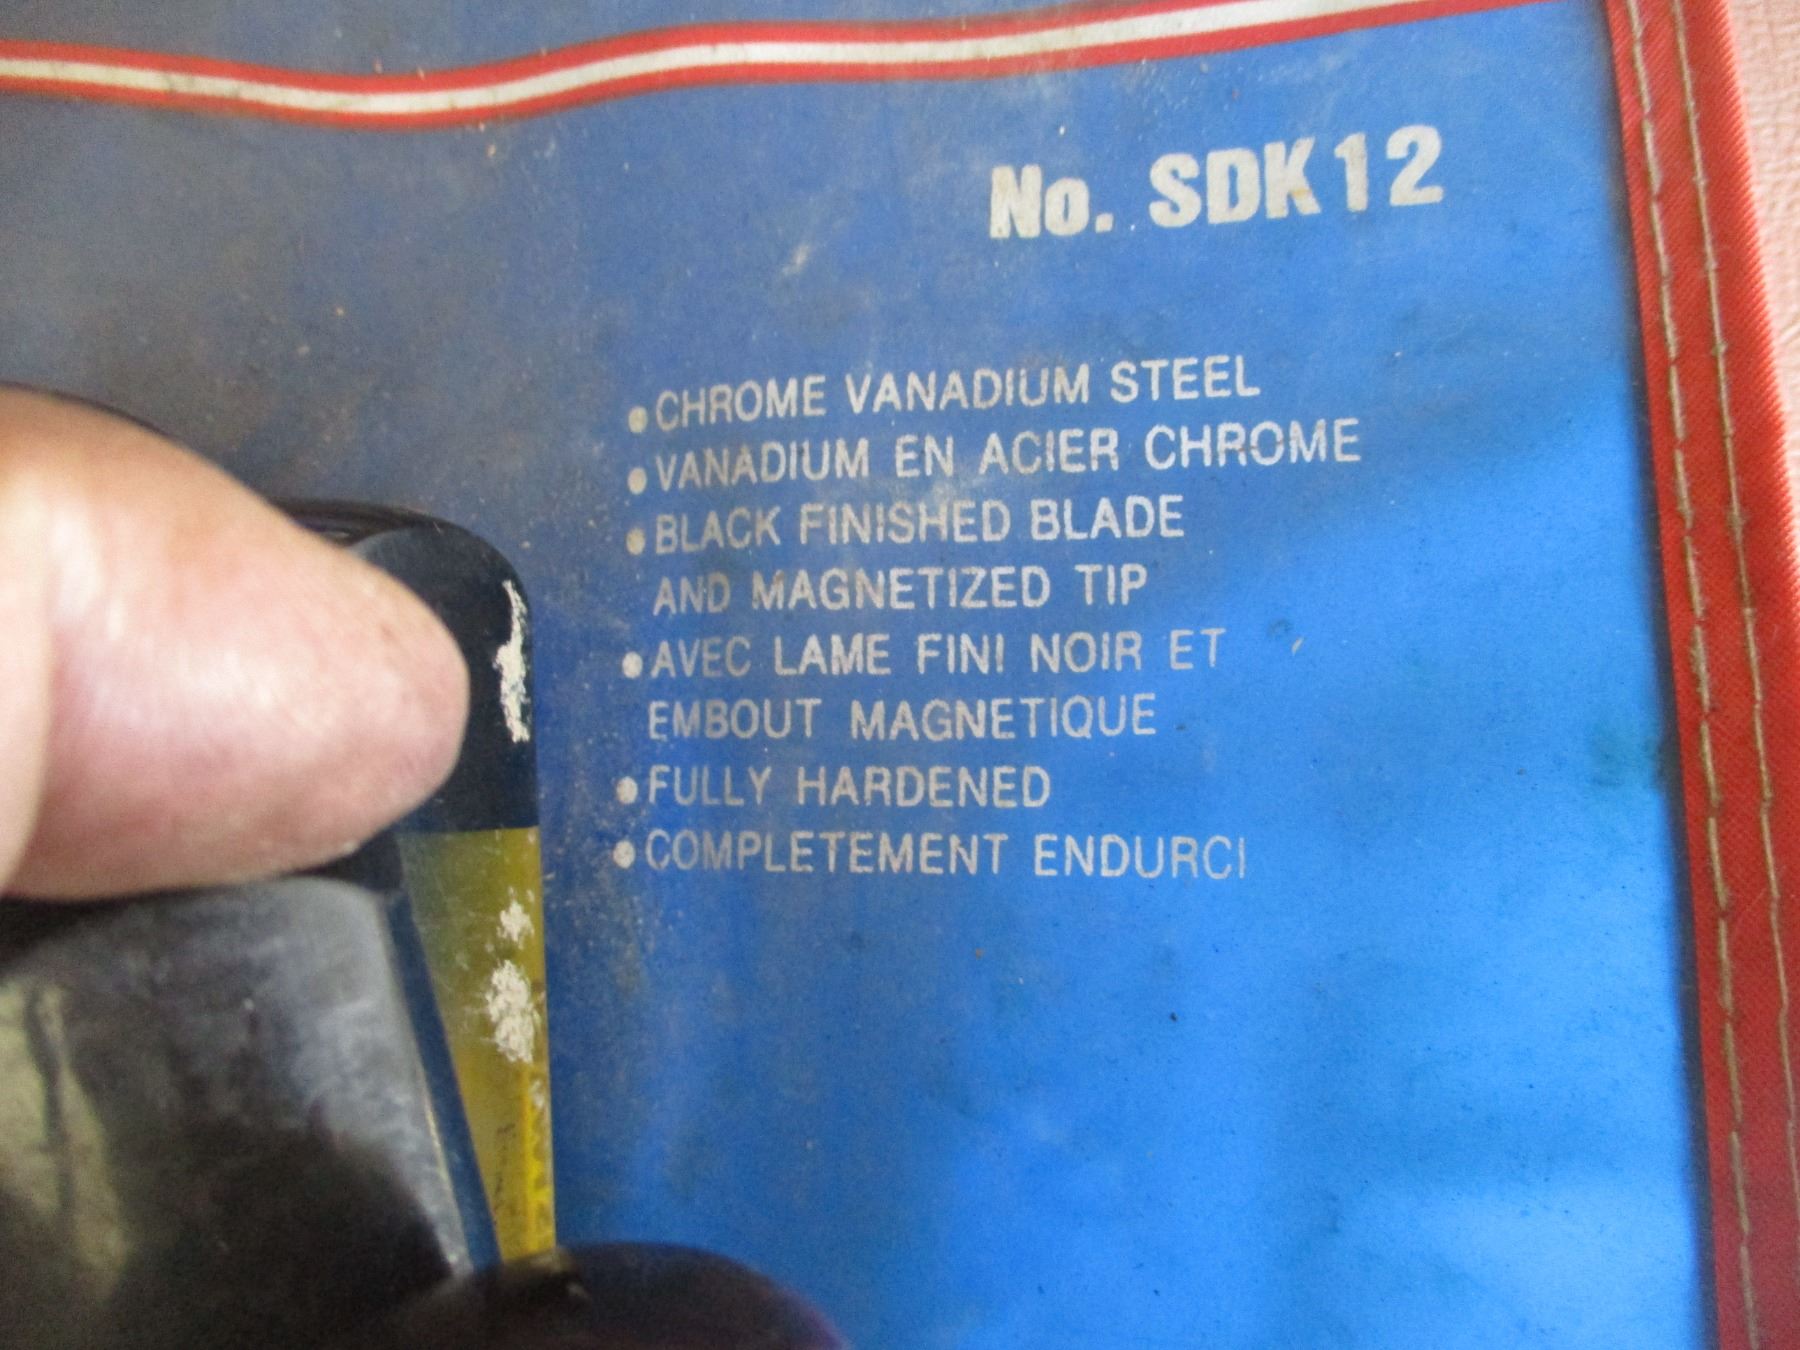 No. SDK12
•CHROME VANADIUM STEEL
•VANADIUM EN ACIER CHROME
•BLACK FINISHED BLADE
AND MAGNETIZED TIP
•AVEC LAME FINI NOIR ET
EMBOUT MAGNETIQUE
•FULLY HARDENED
•COMPLETEMENT ENDURCI